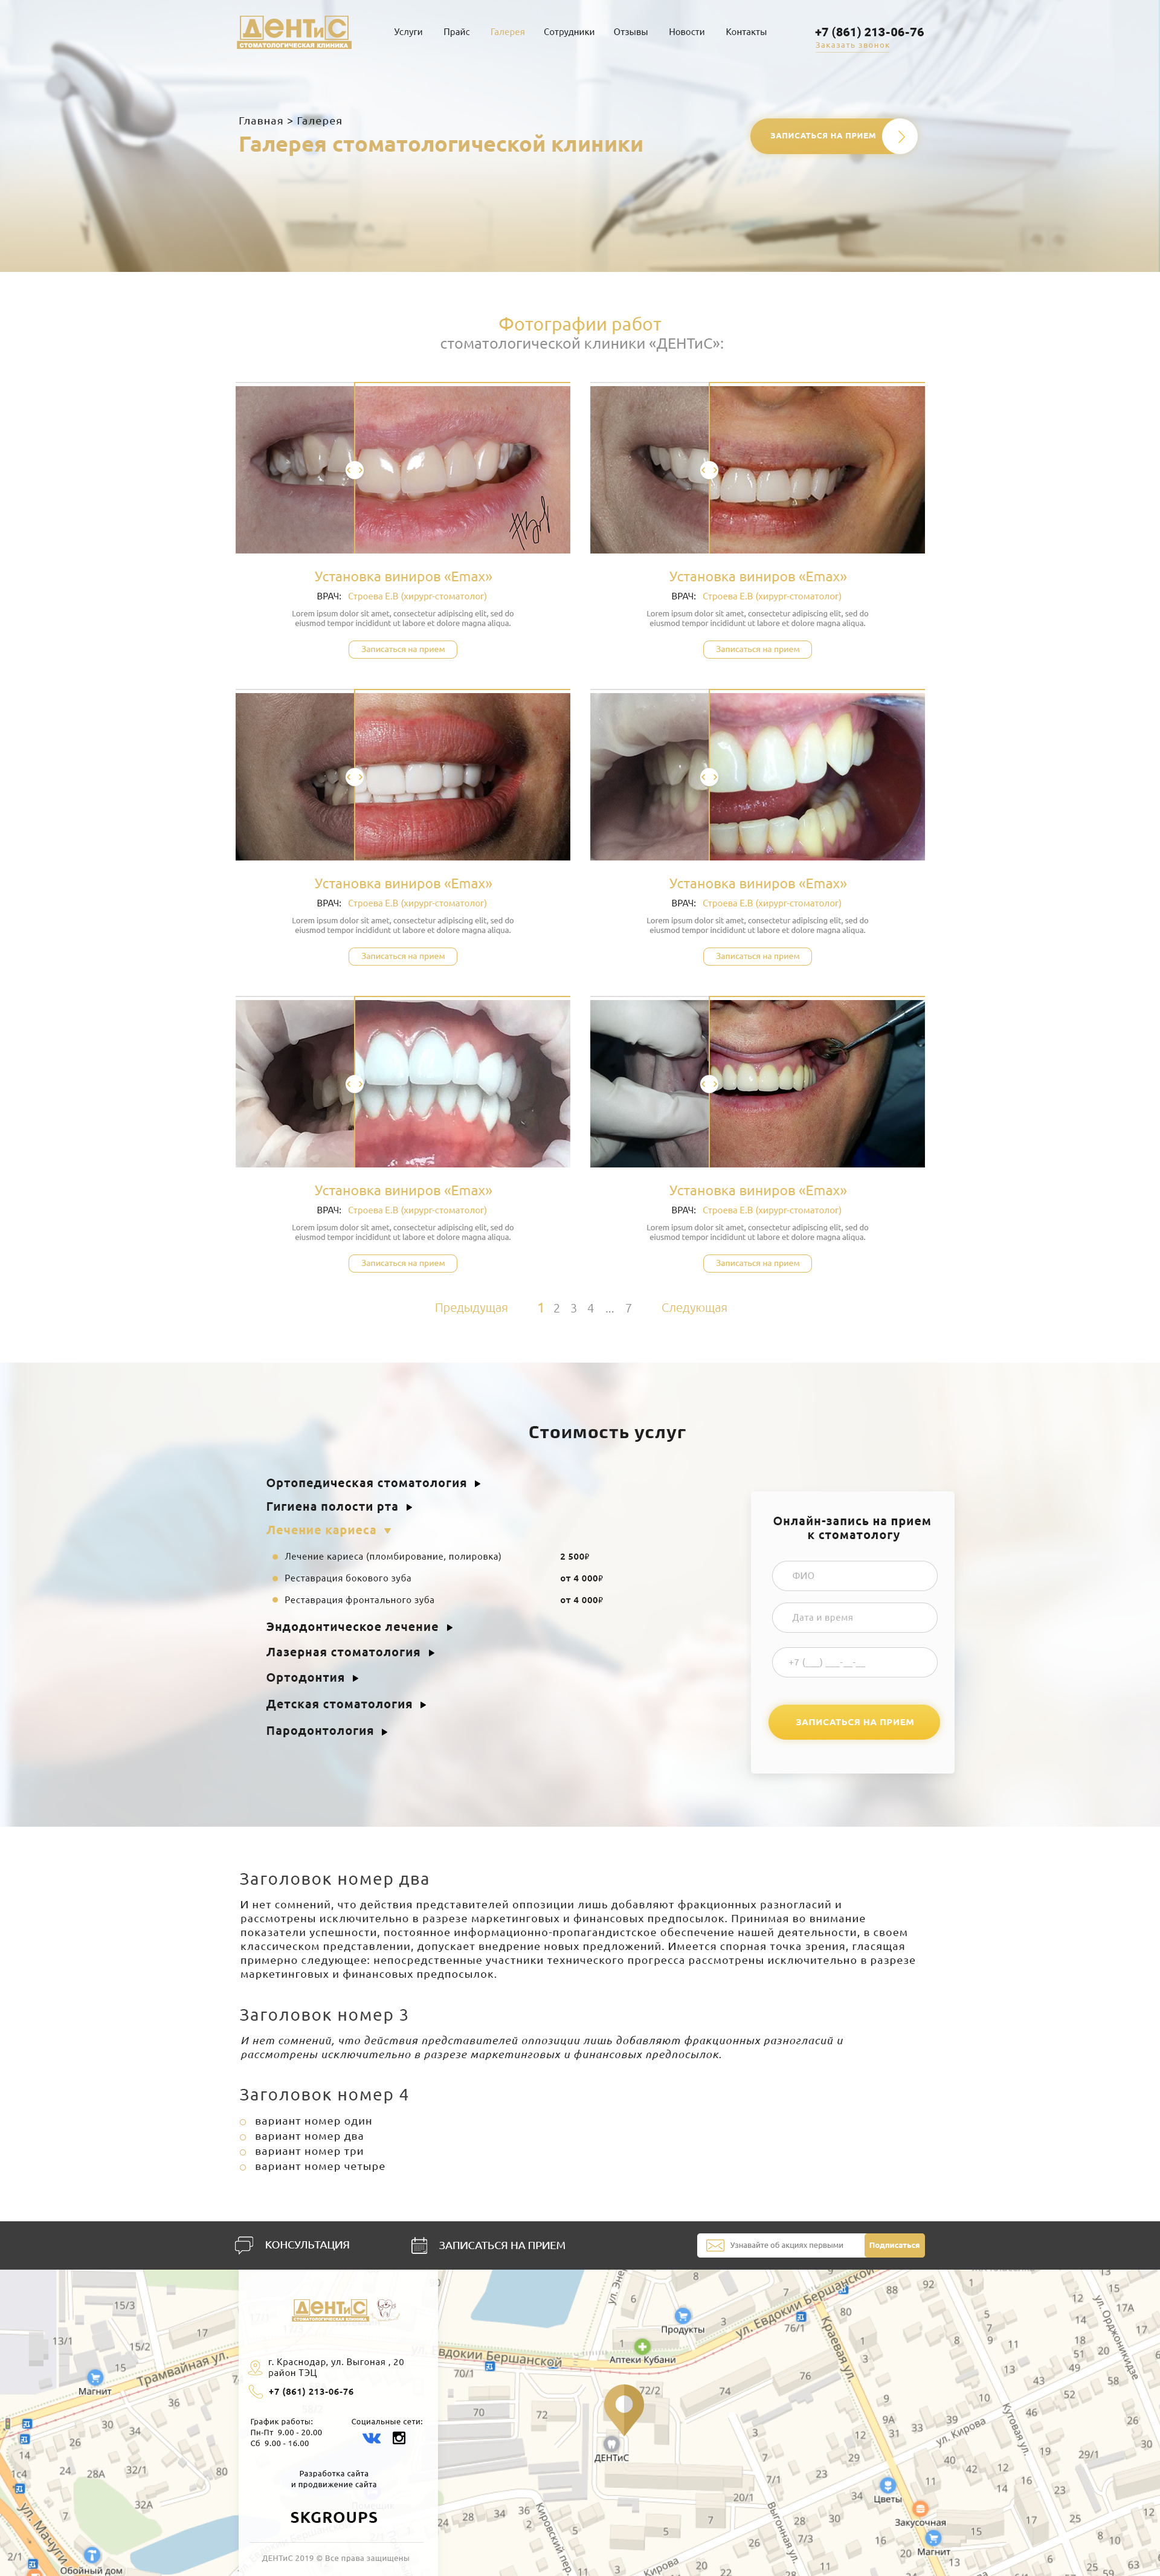 ДЕНТиС
СТОМАТОЛОГИЧЕСКАЯ КЛИНИКА
Услуги Прайс Галерея Сотрудники Отзывы Новости Контакты
+7 (861) 213-06-76
Заказать звонок
Главная > Галерея
Галерея стоматологической клиники
ЗАПИСАТЬСЯ НА ПРИЕМ
Фотографии работ
стоматологической клиники «ДЕНТиС»:
Установка виниров «Emax»
ВРАЧ: Строева Е.В (хирург-стоматолог)
Lorem ipsum dolor sit amet, consectetur adipiscing elit, sed do
eiusmod tempor incididunt ut labore et dolore magna aliqua.
Записаться на прием
Установка виниров «Emax»
ВРАЧ: Строева Е.В (хирург-стоматолог)
Lorem ipsum dolor sit amet, consectetur adipiscing elit, sed do
eiusmod tempor incididunt ut labore et dolore magna aliqua.
Записаться на прием
Установка виниров «Emax»
ВРАЧ: Строева Е.В (хирург-стоматолог)
Lorem ipsum dolor sit amet, consectetur adipiscing elit, sed do
eiusmod tempor incididunt ut labore et dolore magna aliqua.
Записаться на прием
Установка виниров «Emax»
ВРАЧ: Строева Е.В (хирург-стоматолог)
Lorem ipsum dolor sit amet, consectetur adipiscing elit, sed do
eiusmod tempor incididunt ut labore et dolore magna aliqua.
Записаться на прием
Установка виниров «Emax»
ВРАЧ: Строева Е.В (хирург-стоматолог)
Lorem ipsum dolor sit amet, consectetur adipiscing elit, sed do
eiusmod tempor incididunt ut labore et dolore magna aliqua.
Записаться на прием
Установка виниров «Emax»
ВРАЧ: Строева Е.В (хирург-стоматолог)
Lorem ipsum dolor sit amet, consectetur adipiscing elit, sed do
eiusmod tempor incididunt ut labore et dolore magna aliqua.
Записаться на прием
Предыдущая 1 2 3 4 ... 7 Следующая
Стоимость услуг
Ортопедическая стоматология
Гигиена полости рта
Лечение кариеса
Лечение кариеса (пломбирование, полировка) 2 500₽
Реставрация бокового зуба от 4 000₽
Реставрация фронтального зуба от 4 000₽
Эндодонтическое лечение
Лазерная стоматология
Ортодонтия
Детская стоматология
Пародонтология
Онлайн-запись на прием
к стоматологу
ФИО
Дата и время
+7 (___) ___-__-__
ЗАПИСАТЬСЯ НА ПРИЕМ
Заголовок номер два
И нет сомнений, что действия представителей оппозиции лишь добавляют фракционных разногласий и
рассмотрены исключительно в разрезе маркетинговых и финансовых предпосылок. Принимая во внимание
показатели успешности, постоянное информационно-пропагандистское обеспечение нашей деятельности, в своем
классическом представлении, допускает внедрение новых предложений. Имеется спорная точка зрения, гласящая
примерно следующее: непосредственные участники технического прогресса рассмотрены исключительно в разрезе
маркетинговых и финансовых предпосылок.
Заголовок номер 3
И нет сомнений, что действия представителей оппозиции лишь добавляют фракционных разногласий и
рассмотрены исключительно в разрезе маркетинговых и финансовых предпосылок.
Заголовок номер 4
вариант номер один
вариант номер два
вариант номер три
вариант номер четыре
КОНСУЛЬТАЦИЯ
ЗАПИСАТЬСЯ НА ПРИЕМ
Узнавайте об акциях первыми
Подписаться
ДЕНТиС
СТОМАТОЛОГИЧЕСКАЯ КЛИНИКА
г. Краснодар, ул. Выгоная , 20
район ТЭЦ
+7 (861) 213-06-76
График работы:
Пн-Пт 9.00 - 20.00
Сб 9.00 - 16.00
Социальные сети:
Разработка сайта
и продвижение сайта
SKGROUPS
ДЕНТиС 2019 © Все права защищены
Трамвайная ул.
Магнит
ул. Мачуги
Обойный дом
Продукты
Аптеки Кубани
ул. Евдокии Бершанской
Краевая ул.
ул. Орджоникидзе
ДЕНТиС
Кировский пер.
Выгонная ул.
ул. Кирова
Кутовая ул.
Цветы
Закусочная
Магнит